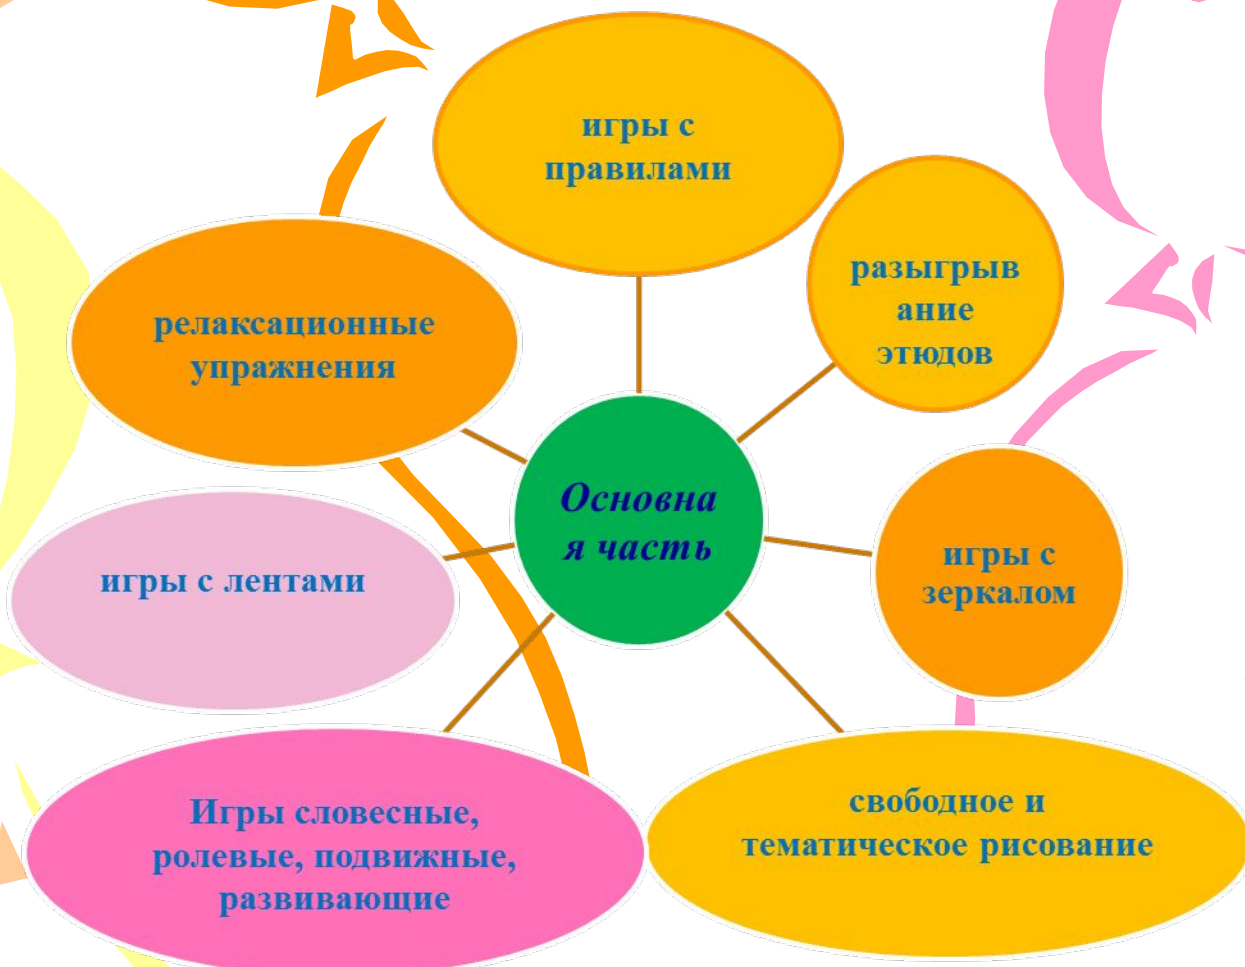 игры с
правилами
разыгрыв
ание
этюдов
релаксационные
упражнения
Основна
я часть
игры с
зеркалом
игры с лентами
Игры словесные,
ролевые, подвижные,
развивающие
свободное и
тематическое рисование